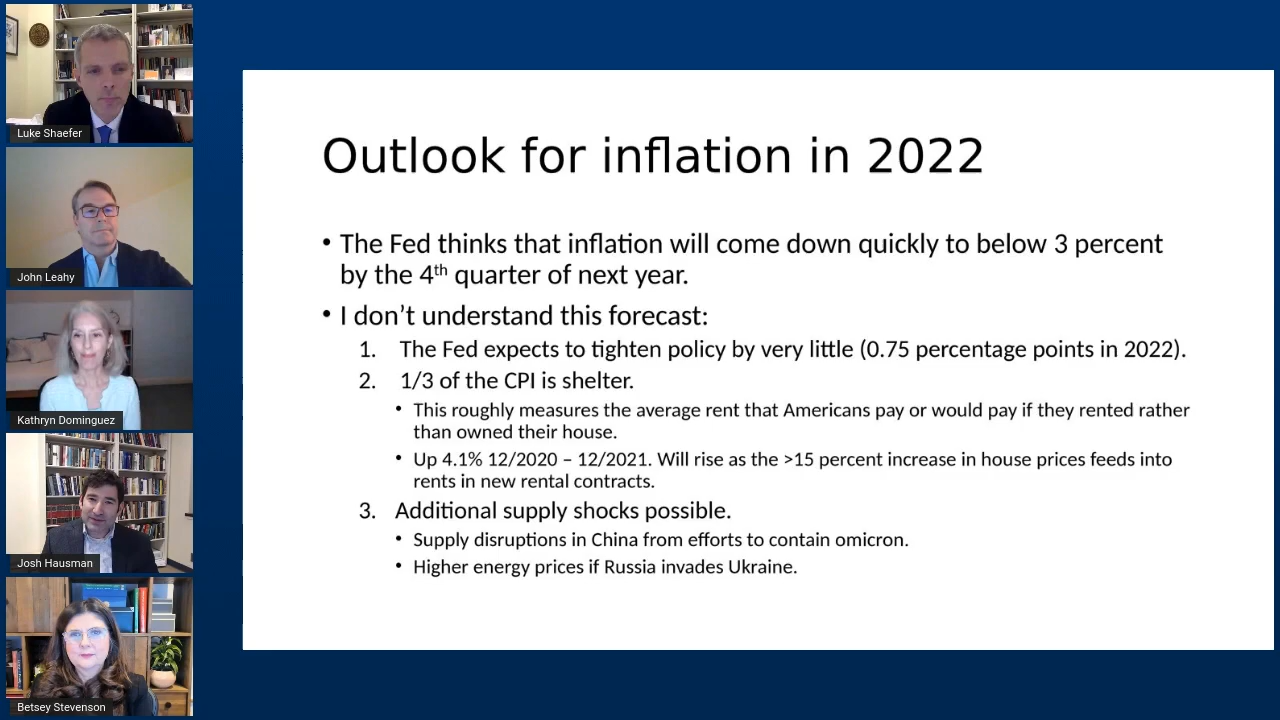 Luke Shaefer
John Leahy
Kathryn Dominguez
Josh Hausman
Betsey Stevenson
Outlook for inflation in 2022
• The Fed thinks that inflation will come down quickly to below 3 percent
by the 4th quarter of next year.
• I don’t understand this forecast:
1. The Fed expects to tighten policy by very little (0.75 percentage points in 2022).
2. 1/3 of the CPI is shelter.
• This roughly measures the average rent that Americans pay or would pay if they rented rather
than owned their house.
• Up 4.1% 12/2020 – 12/2021. Will rise as the >15 percent increase in house prices feeds into
rents in new rental contracts.
3. Additional supply shocks possible.
• Supply disruptions in China from efforts to contain omicron.
• Higher energy prices if Russia invades Ukraine.